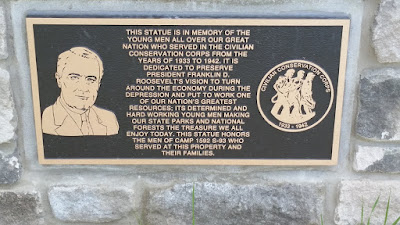 THIS STATUE IS IN MEMORY OF THE
YOUNG MEN ALL OVER OUR GREAT
NATION WHO SERVED IN THE CIVILIAN
CONSERVATION CORPS FROM THE
YEARS OF 1933 TO 1942. IT IS
DEDICATED TO PRESERVE
PRESIDENT FRANKLIN D.
ROOSEVELT'S VISION TO TURN
AROUND THE ECONOMY DURING THE
DEPRESSION AND PUT TO WORK ONE
OF OUR NATION'S GREATEST
RESOURCES; ITS DETERMINED AND
HARD WORKING YOUNG MEN MAKING
OUR STATE PARKS AND NATIONAL
FORESTS THE TREASURE WE ALL
ENJOY TODAY. THIS STATUE HONORS
THE MEN OF CAMP 1592 S-93 WHO
SERVED AT THIS PROPERTY AND
THEIR FAMILIES.
CIVILIAN CONSERVATION CORPS
1933 - 1942